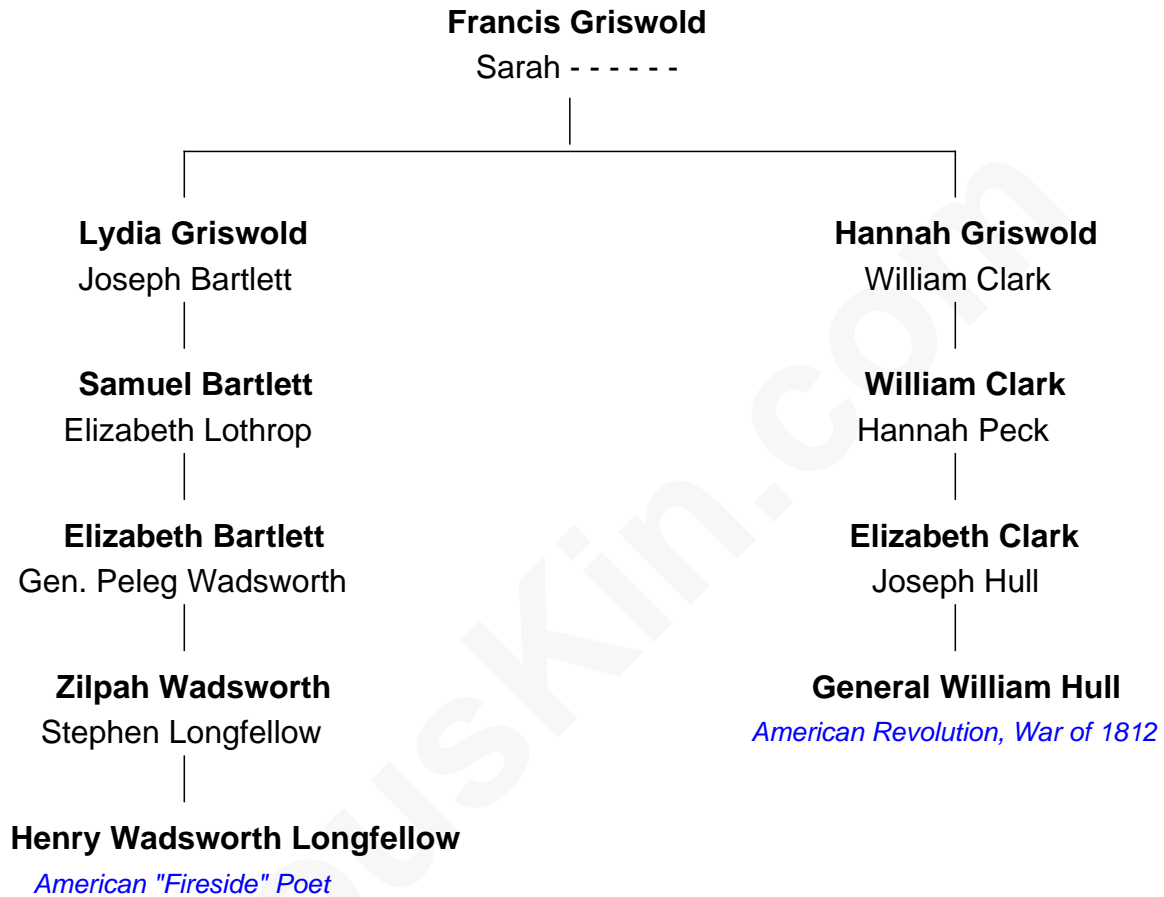 Francis Griswold
Sarah - - - - - -
Lydia Griswold
Joseph Bartlett
Hannah Griswold
William Clark
Samuel Bartlett
Elizabeth Lothrop
William Clark
Hannah Peck
Elizabeth Bartlett
Gen. Peleg Wadsworth
Elizabeth Clark
Joseph Hull
Zilpah Wadsworth
Stephen Longfellow
General William Hull
American Revolution, War of 1812
Henry Wadsworth Longfellow
American "Fireside" Poet
ousKin.com